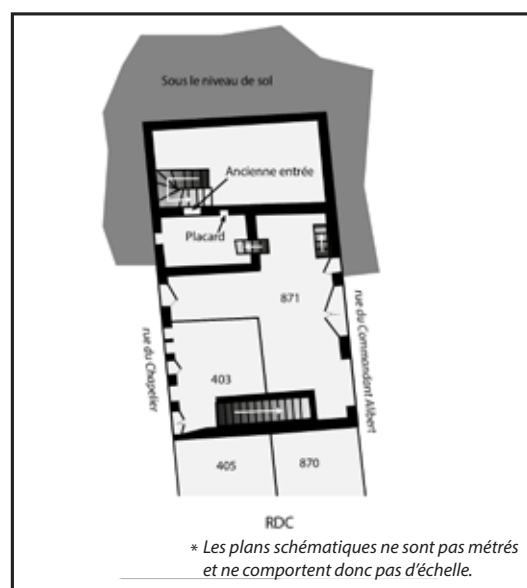 Sous le niveau de sol
Ancienne entrée
Placard
871
rue du Chapelier
rue du Commandant Alibert
403
405
870
RDC
* Les plans schématiques ne sont pas métrés
et ne comportent donc pas d'échelle.